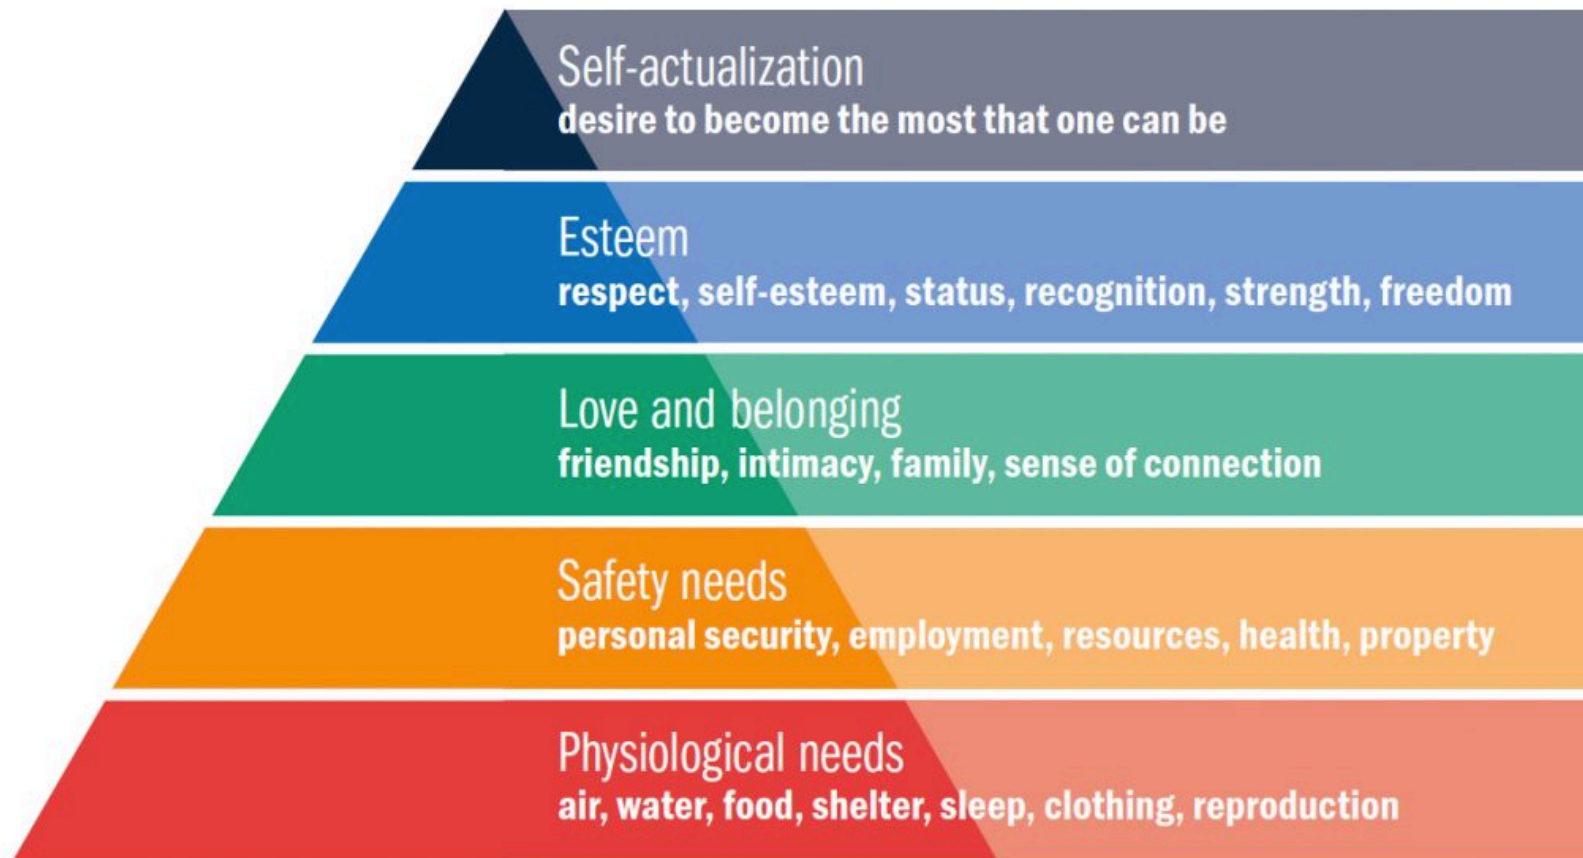 Self-actualization
desire to become the most that one can be
Esteem
respect, self-esteem, status, recognition, strength, freedom
Love and belonging
friendship, intimacy, family, sense of connection
Safety needs
personal security, employment, resources, health, property
Physiological needs
air, water, food, shelter, sleep, clothing, reproduction